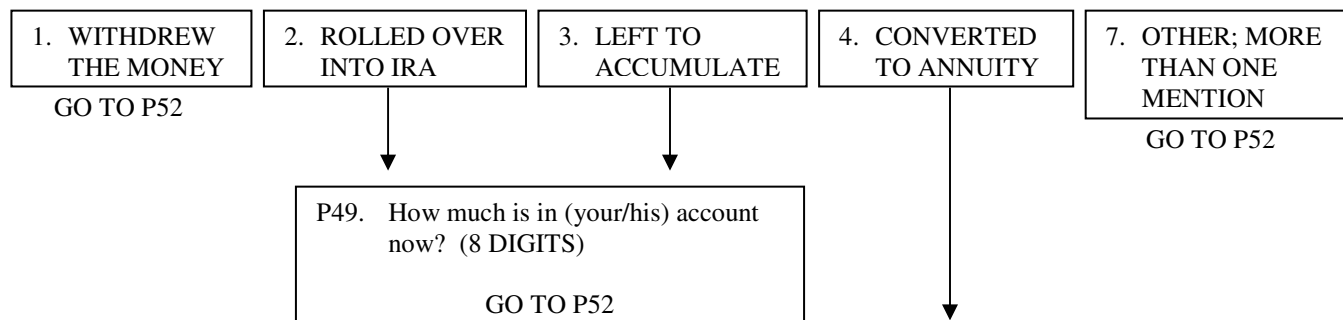 1. WITHDREW
THE MONEY
GO TO P52
2. ROLLED OVER
INTO IRA
3. LEFT TO
ACCUMULATE
4. CONVERTED
TO ANNUITY
7. OTHER; MORE
THAN ONE
MENTION
GO TO P52
P49. How much is in (your/his) account
now? (8 DIGITS)
GO TO P52